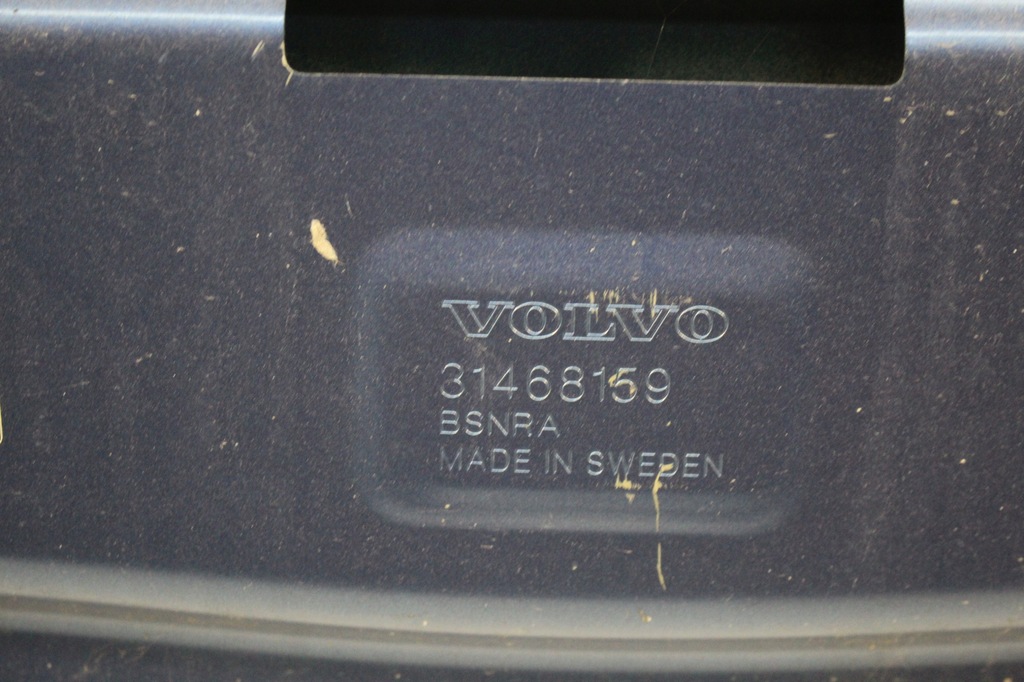 VOLVO
31468159
BSNRA
MADE IN SWEDEN